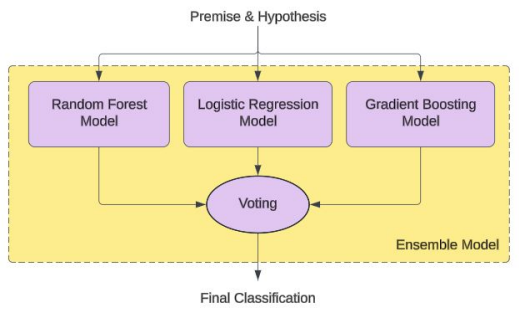 Premise & Hypothesis
Random Forest
Model
Logistic Regression
Model
Gradient Boosting
Model
Voting
Ensemble Model
Final Classification